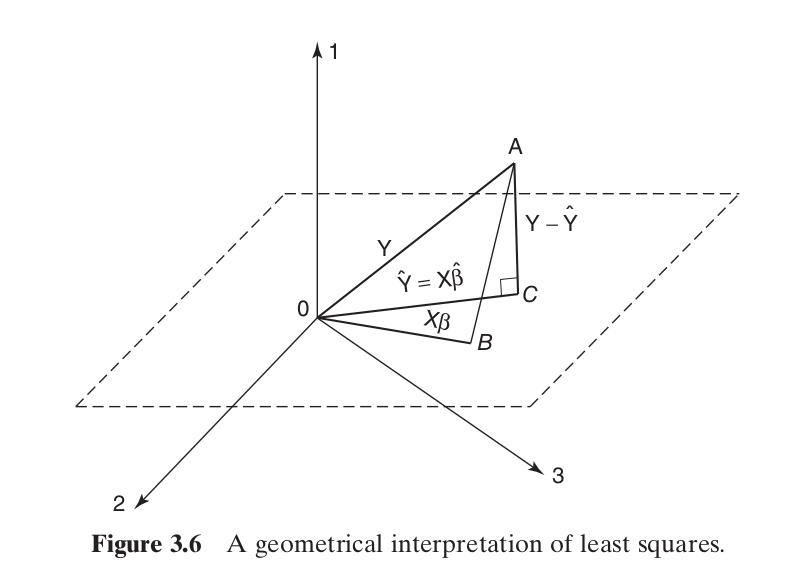 1
A
Y – Ŷ
Y
Ŷ = Xβ̂
C
0
Xβ
B
3
2
Figure 3.6 A geometrical interpretation of least squares.